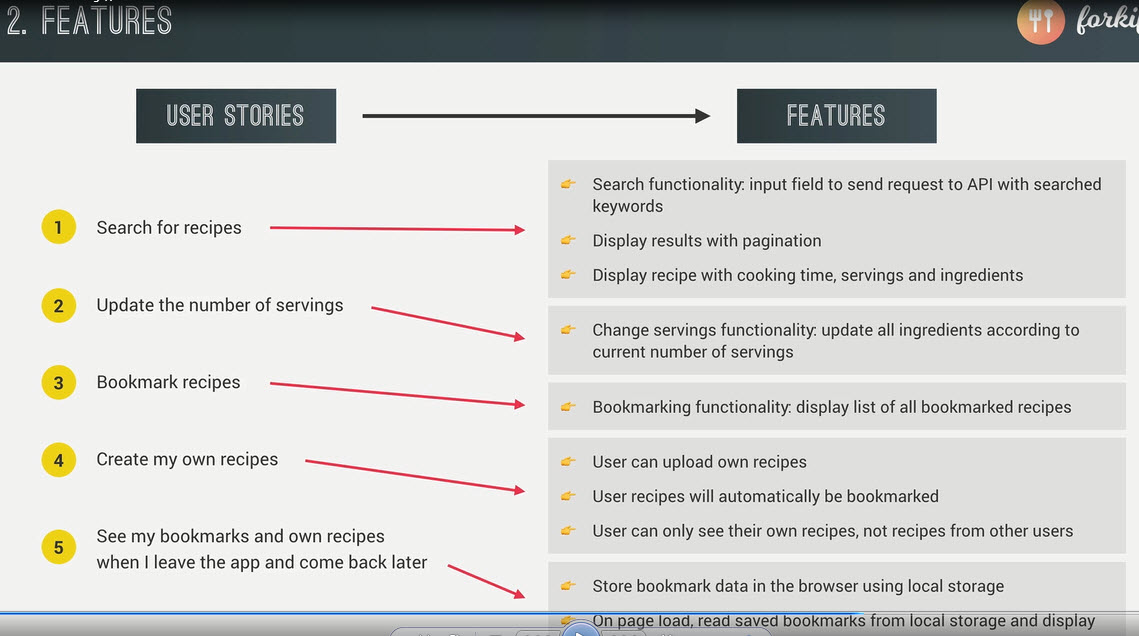 2. FEATURES
USER STORIES
FEATURES
1 Search for recipes
Search functionality: input field to send request to API with searched
keywords
Display results with pagination
Display recipe with cooking time, servings and ingredients
2 Update the number of servings
Change servings functionality: update all ingredients according to
current number of servings
3 Bookmark recipes
Bookmarking functionality: display list of all bookmarked recipes
4 Create my own recipes
User can upload own recipes
User recipes will automatically be bookmarked
User can only see their own recipes, not recipes from other users
5 See my bookmarks and own recipes
when I leave the app and come back later
Store bookmark data in the browser using local storage
On page load, read saved bookmarks from local storage and display